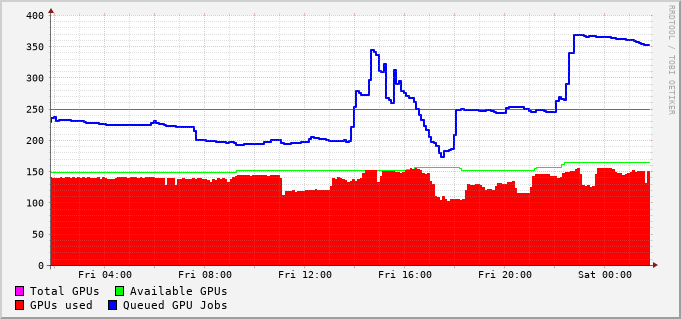 400
350
300
250
200
150
100
50
0
Fri 04:00 Fri 08:00 Fri 12:00 Fri 16:00 Fri 20:00 Sat 00:00
Total GPUs Available GPUs
GPUs used Queued GPU Jobs
RRDTOOL / TOBI OETIKER